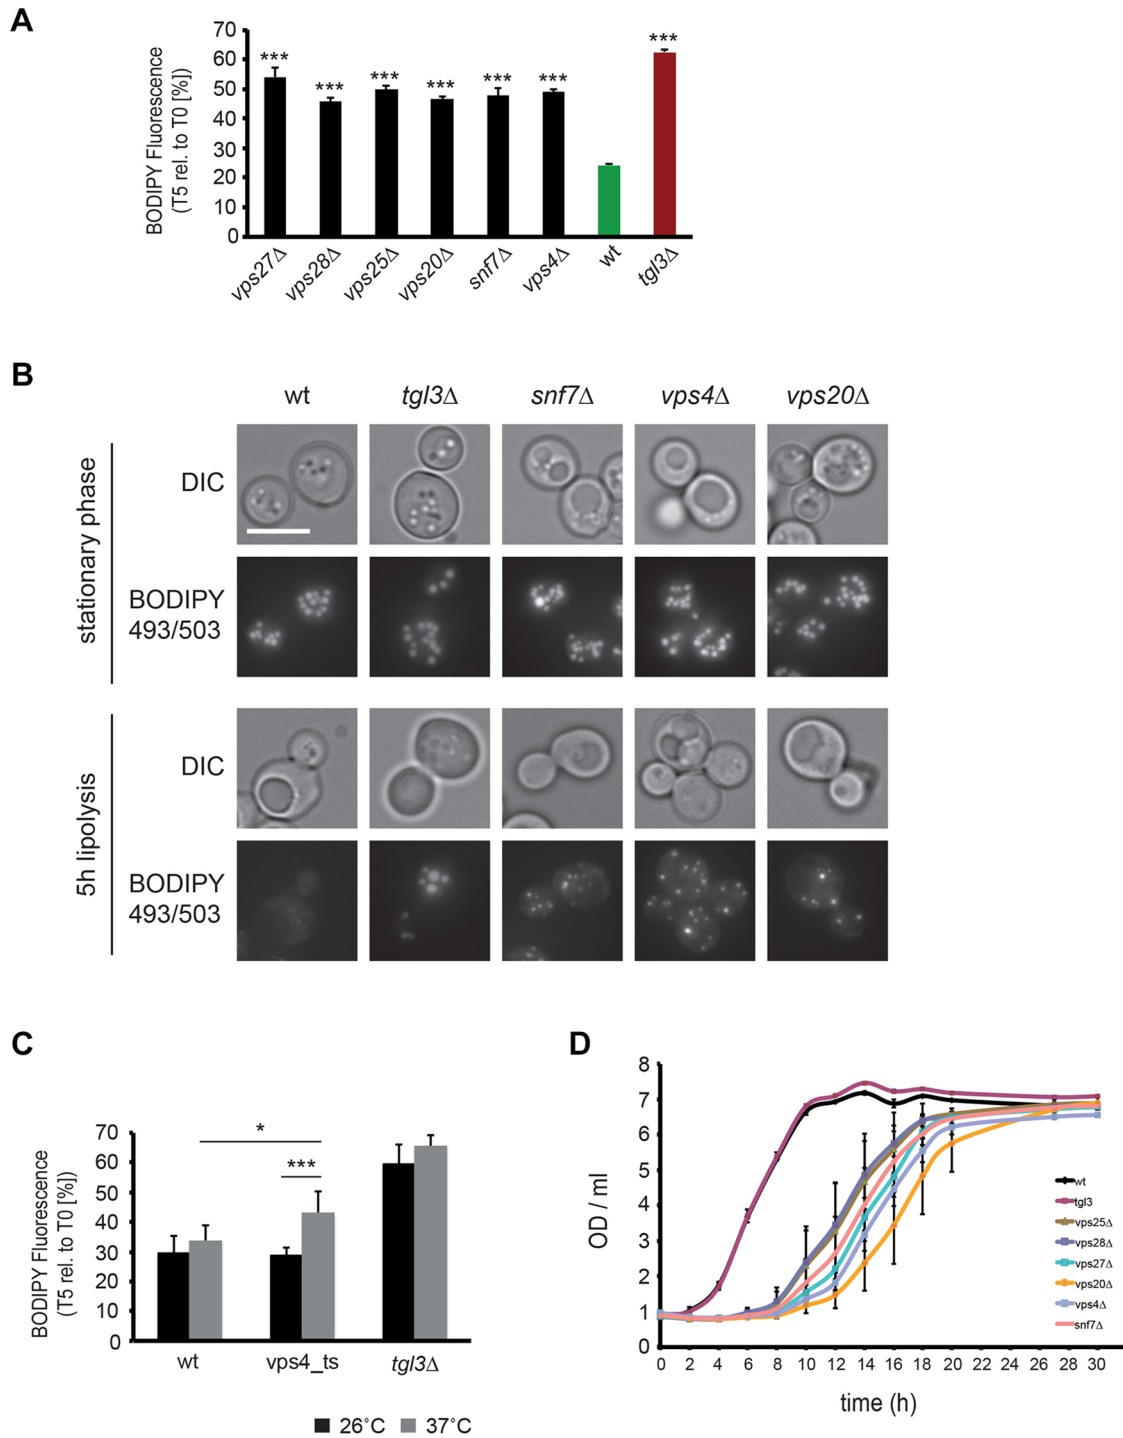 A
BODIPY Fluorescence
(T5 rel. to T0 [%])
70
60
50
40
30
20
10
0
***
***
***
***
***
***
***
vps27Δ
vps28Δ
vps25Δ
vps20Δ
snf7Δ
vps4Δ
wt
tgl3Δ
B
wt
tgl3Δ
snf7Δ
vps4Δ
vps20Δ
stationary phase
DIC
BODIPY
493/503
5h lipolysis
DIC
BODIPY
493/503
C
BODIPY Fluorescence
(T5 rel. to T0 [%])
70
60
50
40
30
20
10
0
*
***
wt
vps4_ts
tgl3Δ
26°C
37°C
D
OD / ml
8
7
6
5
4
3
2
1
0
wt
tgl3
vps25Δ
vps28Δ
vps27Δ
vps20Δ
vps4Δ
snf7Δ
0 2 4 6 8 10 12 14 16 18 20 22 24 26 28 30
time (h)